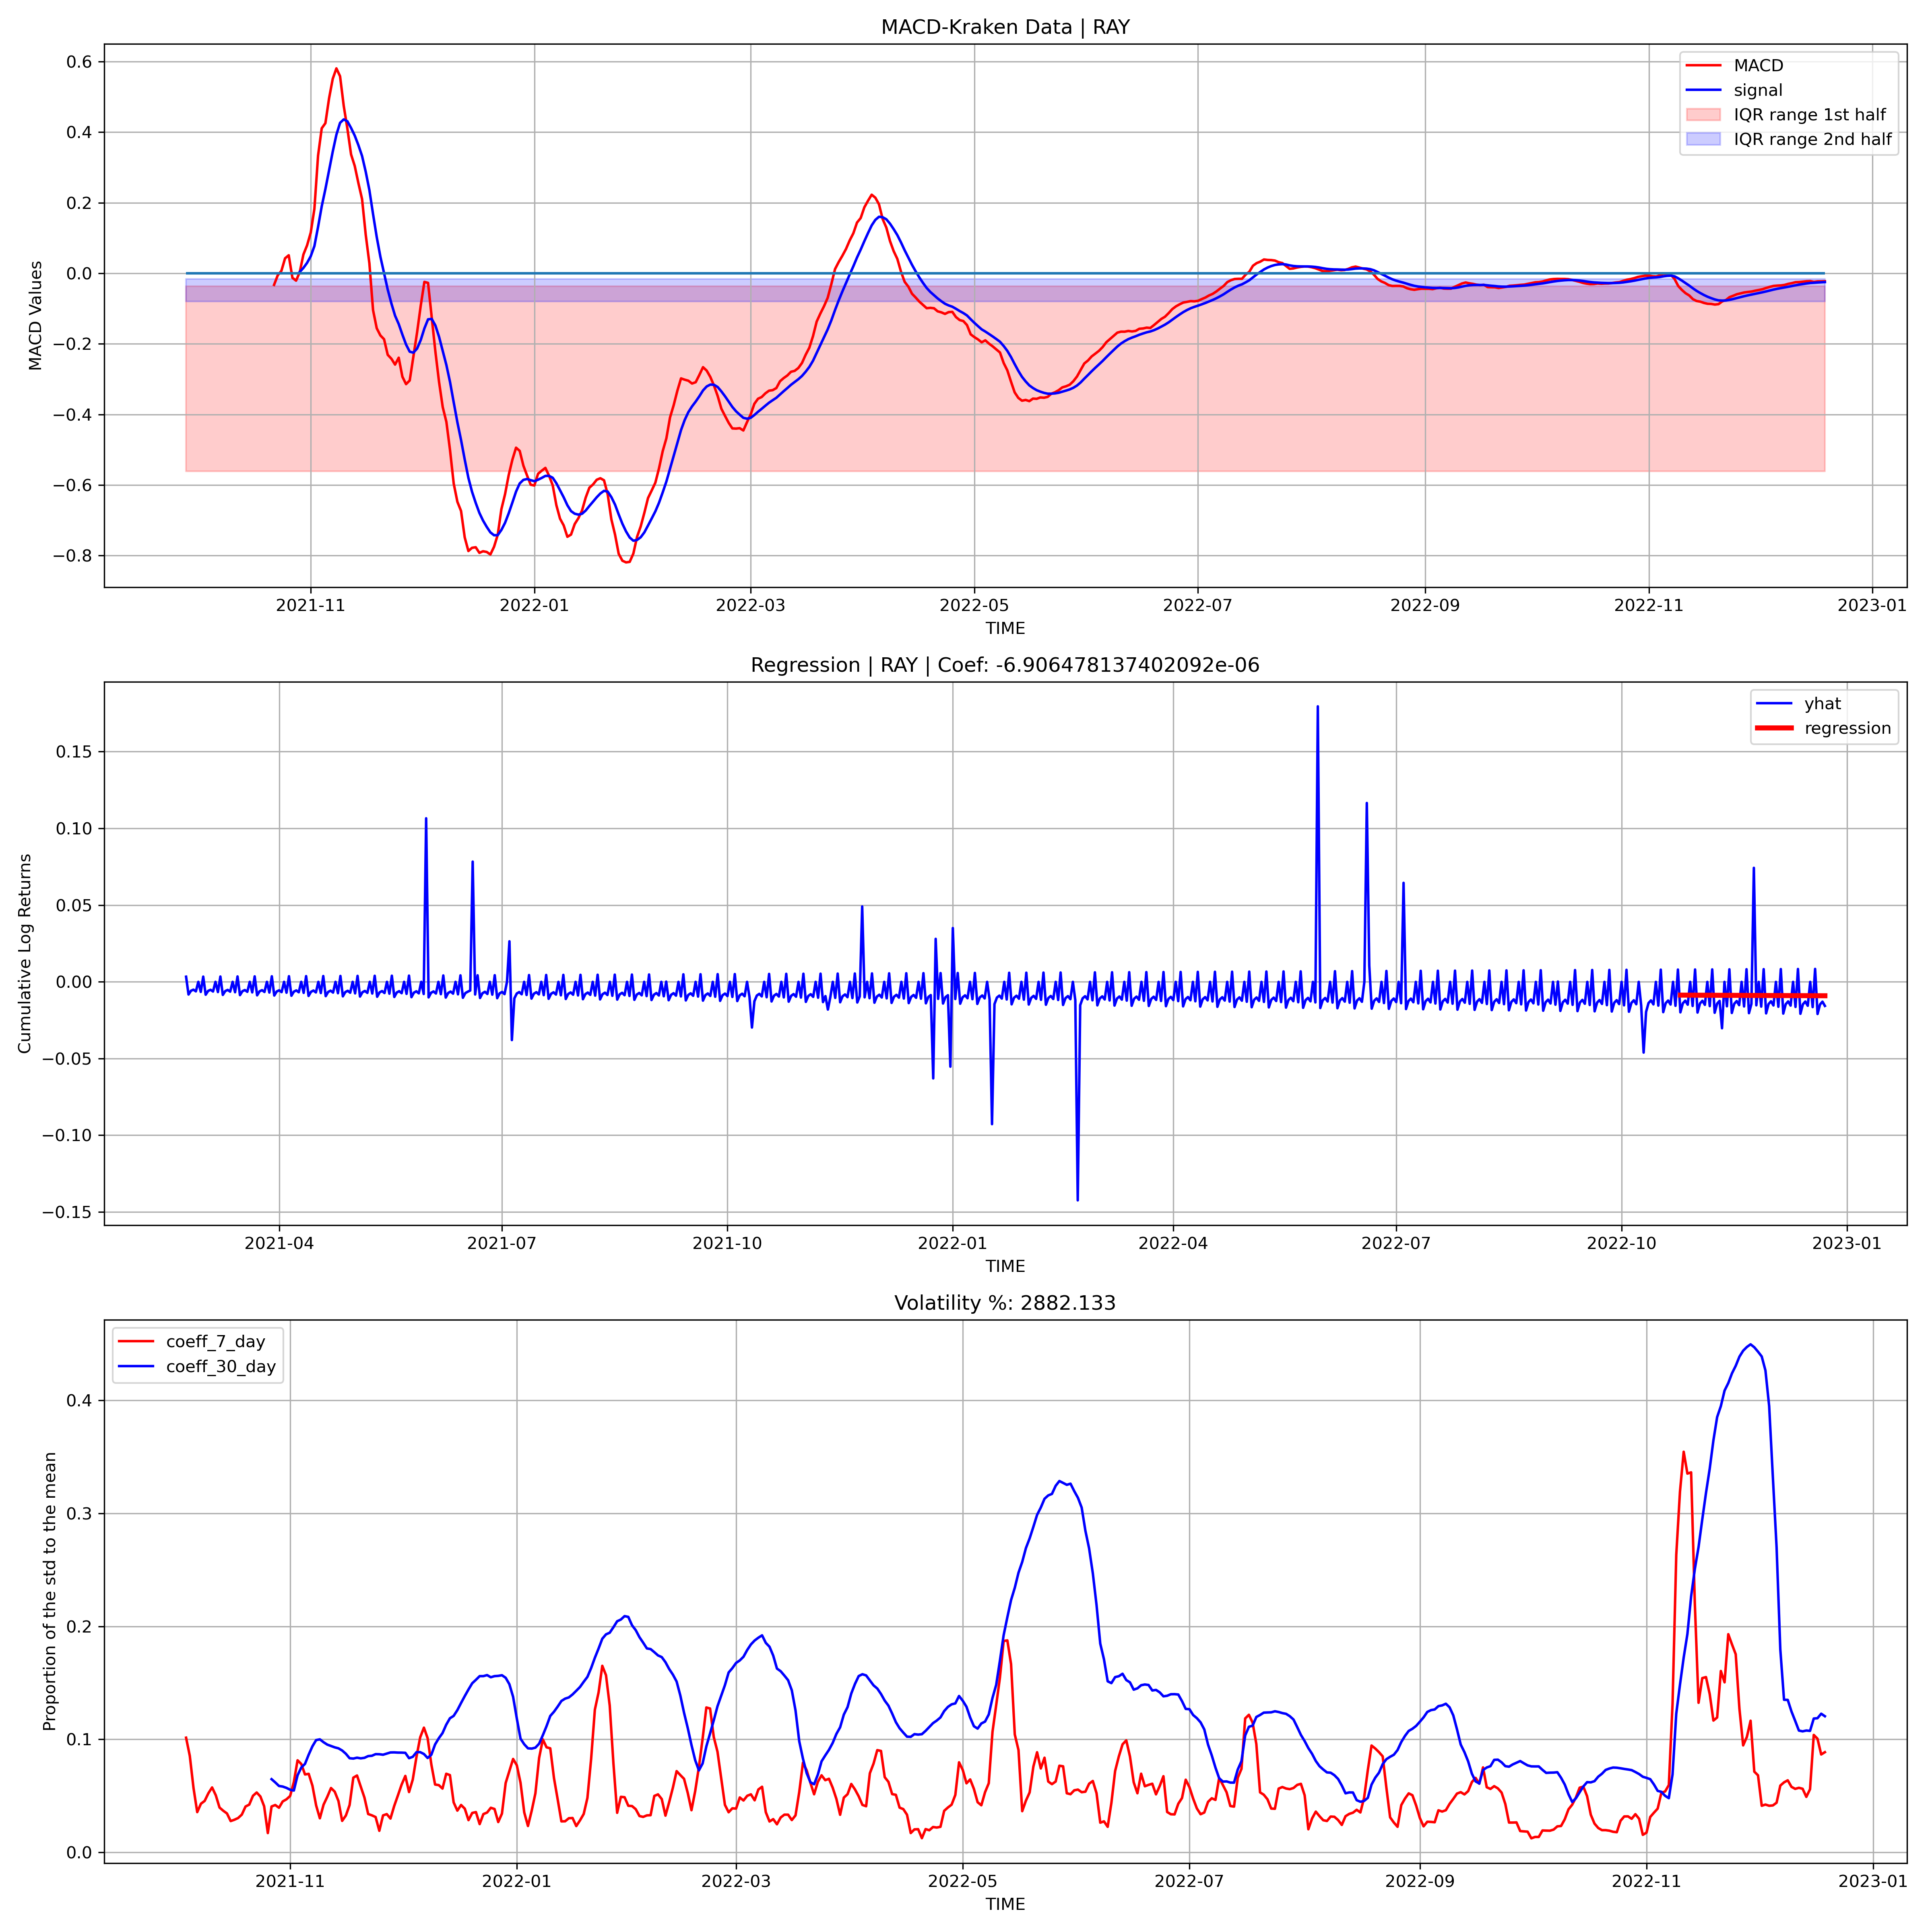 MACD-Kraken Data | RAY
MACD
signal
IQR range 1st half
IQR range 2nd half
MACD Values
0.6
0.4
0.2
0.0
−0.2
−0.4
−0.6
−0.8
2021-11
2022-01
2022-03
2022-05
2022-07
2022-09
2022-11
2023-01
TIME
Regression | RAY | Coef: -6.906478137402092e-06
yhat
regression
Cumulative Log Returns
0.15
0.10
0.05
0.00
−0.05
−0.10
−0.15
2021-04
2021-07
2021-10
2022-01
2022-04
2022-07
2022-10
2023-01
TIME
Volatility %: 2882.133
coeff_7_day
coeff_30_day
Proportion of the std to the mean
0.4
0.3
0.2
0.1
0.0
2021-11
2022-01
2022-03
2022-05
2022-07
2022-09
2022-11
2023-01
TIME